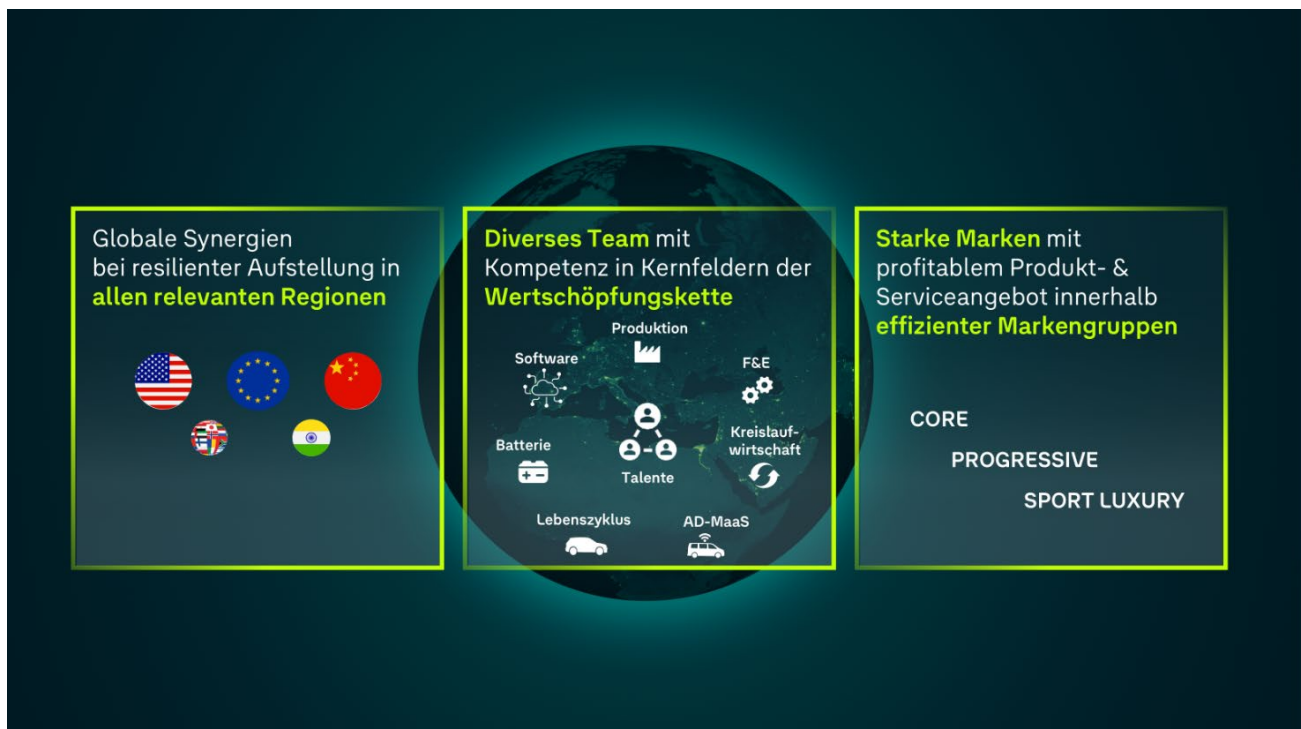 Globale Synergien
bei resilienter Aufstellung in
allen relevanten Regionen
Diverses Team mit
Kompetenz in Kernfeldern der
Wertschöpfungskette
Produktion
Software
F&E
Batterie
Talente
Kreislauf-
wirtschaft
Lebenszyklus
AD-MaaS
Starke Marken mit
profitablem Produkt- &
Serviceangebot innerhalb
effizienter Markengruppen
CORE
PROGRESSIVE
SPORT LUXURY